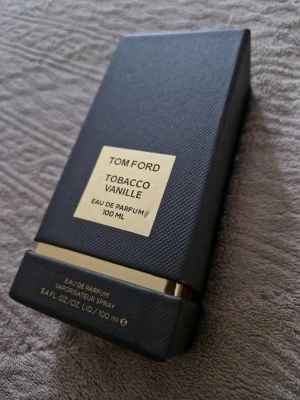 TOM FORD
TOBACCO
VANILLE
EAU DE PARFUM
100 ML
EAU DE PARFUM
VAPORISATEUR SPRAY
3.4 FL.OZ./OZ. LIQ./100 ml ℮